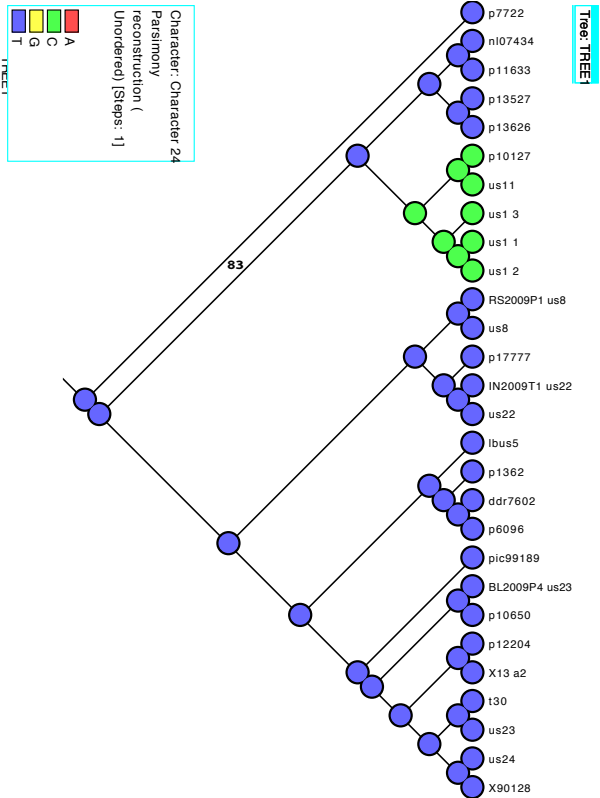 Tree: TREE1
p7722
nl07434
p11633
p13527
p13626
p10127
us11
us1 3
us1 1
us1 2
RS2009P1 us8
us8
p17777
IN2009T1 us22
us22
lbus5
p1362
ddr7602
p6096
pic99189
BL2009P4 us23
p10650
p12204
X13 a2
t30
us23
us24
X90128
83
Character: Character 24
Parsimony
reconstruction (
Unordered) [Steps: 1]
A
C
G
T